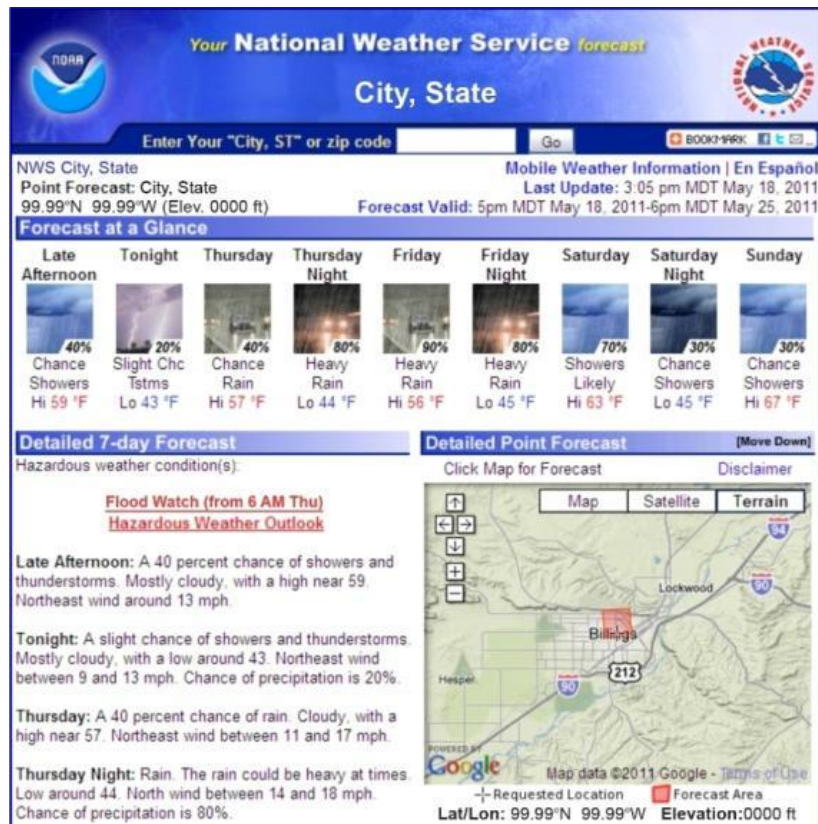 NOAA
Your National Weather Service forecast
NATIONAL WEATHER SERVICE
City, State
Enter Your "City, ST" or zip code
Go
BOOKMARK
NWS City, State
Mobile Weather Information | En Español
Point Forecast: City, State
Last Update: 3:05 pm MDT May 18, 2011
99.99°N 99.99°W (Elev. 0000 ft)
Forecast Valid: 5pm MDT May 18, 2011-6pm MDT May 25, 2011
Forecast at a Glance
Late
Afternoon
40%
Chance
Showers
Hi 59 °F
Tonight
20%
Slight Chc
Tstms
Lo 43 °F
Thursday
40%
Chance
Rain
Hi 57 °F
Thursday
Night
80%
Heavy
Rain
Lo 44 °F
Friday
90%
Heavy
Rain
Hi 56 °F
Friday
Night
80%
Heavy
Rain
Lo 45 °F
Saturday
70%
Showers
Likely
Hi 63 °F
Saturday
Night
30%
Chance
Showers
Lo 45 °F
Sunday
30%
Chance
Showers
Hi 67 °F
Detailed 7-day Forecast
Hazardous weather condition(s):
Flood Watch (from 6 AM Thu)
Hazardous Weather Outlook
Late Afternoon: A 40 percent chance of showers and
thunderstorms. Mostly cloudy, with a high near 59.
Northeast wind around 13 mph.
Tonight: A slight chance of showers and thunderstorms.
Mostly cloudy, with a low around 43. Northeast wind
between 9 and 13 mph. Chance of precipitation is 20%.
Thursday: A 40 percent chance of rain. Cloudy, with a
high near 57. Northeast wind between 11 and 17 mph.
Thursday Night: Rain. The rain could be heavy at times.
Low around 44. North wind between 14 and 18 mph.
Chance of precipitation is 80%.
Detailed Point Forecast
[Move Down]
Click Map for Forecast
Disclaimer
Map
Satellite
Terrain
94
90
Lockwood
Billings
212
Hesper
90
POWERED BY
Google
Map data ©2011 Google - Terms of Use
Requested Location
Forecast Area
Lat/Lon: 99.99°N 99.99°W Elevation:0000 ft